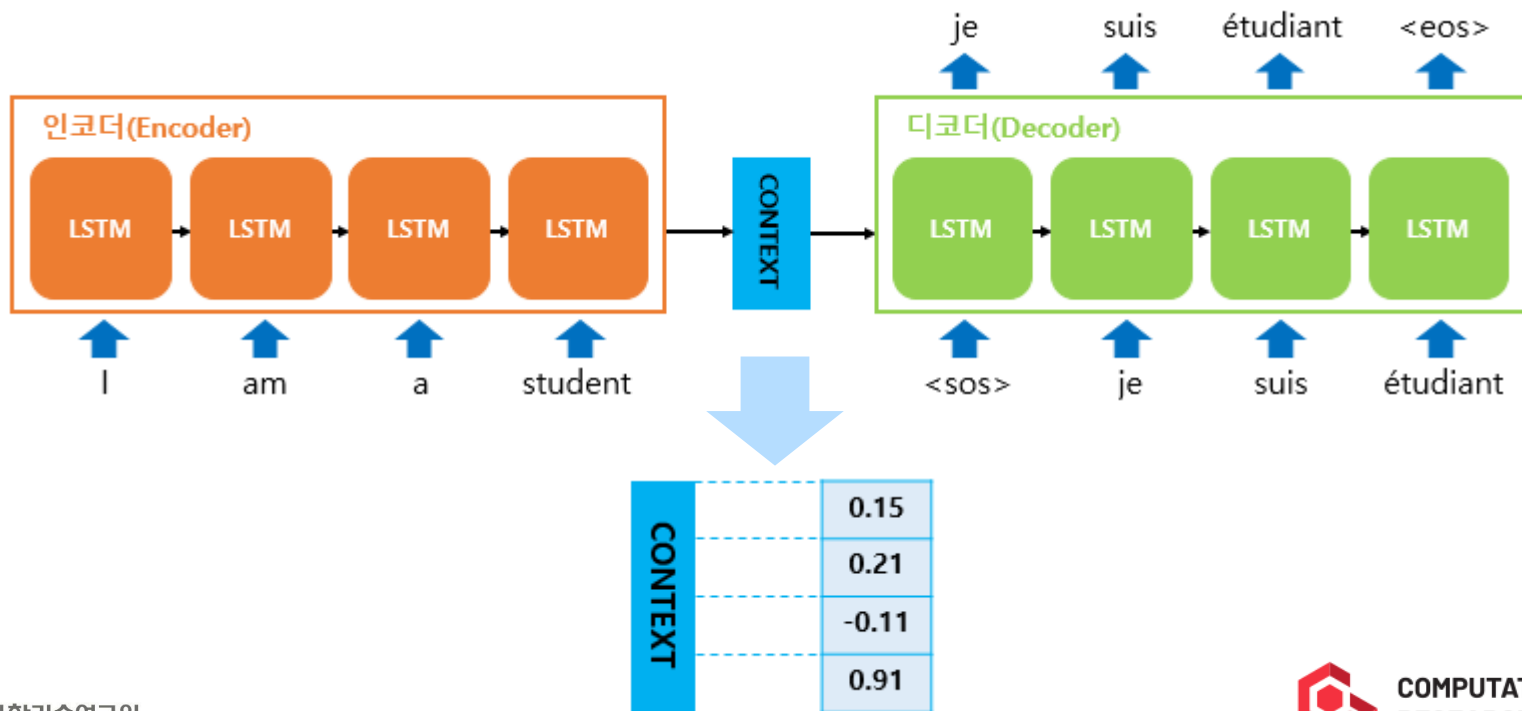 je suis étudiant <eos>
인코더(Encoder)
LSTM LSTM LSTM LSTM
I am a student
CONTEXT
디코더(Decoder)
LSTM LSTM LSTM LSTM
<sos> je suis étudiant
CONTEXT
0.15
0.21
-0.11
0.91